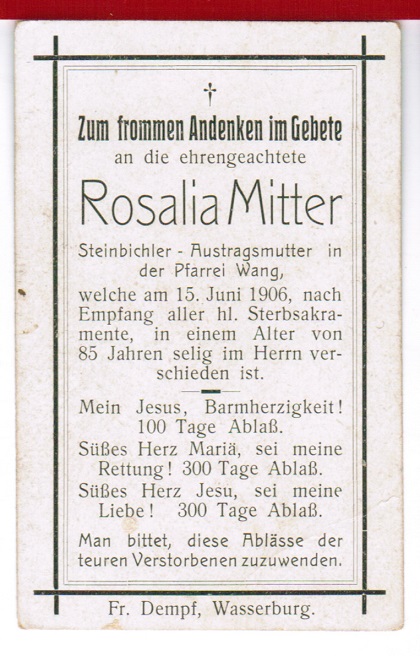 Zum frommen Andenken im Gebete
an die ehrengeachtete
Rosalia Mitter
Steinbichler - Austragsmutter in
der Pfarrei Wang,
welche am 15. Juni 1906, nach
Empfang aller hl. Sterbsakra-
mente, in einem Alter von
85 Jahren selig im Herrn ver-
schieden ist.
Mein Jesus, Barmherzigkeit!
100 Tage Ablaß.
Süßes Herz Mariä, sei meine
Rettung! 300 Tage Ablaß.
Süßes Herz Jesu, sei meine
Liebe! 300 Tage Ablaß.
Man bittet, diese Ablässe der
teuren Verstorbenen zuzuwenden.
Fr. Dempf, Wasserburg.